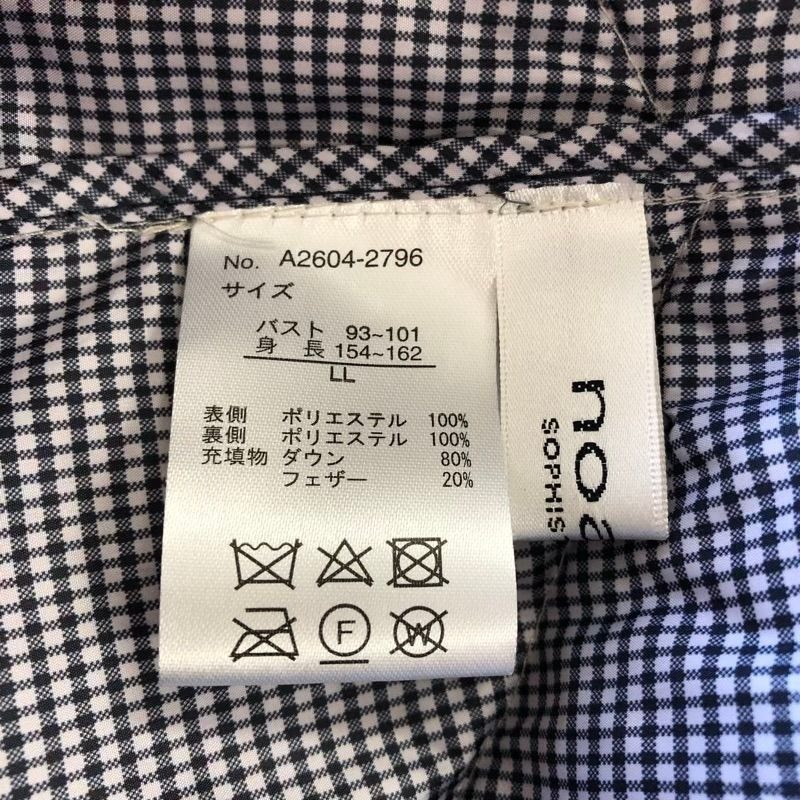 No. A2604-2796
サイズ
バスト 93~101
身 長 154~162
LL
表側 ポリエステル 100%
裏側 ポリエステル 100%
充填物 ダウン 80%
フェザー 20%
F
W